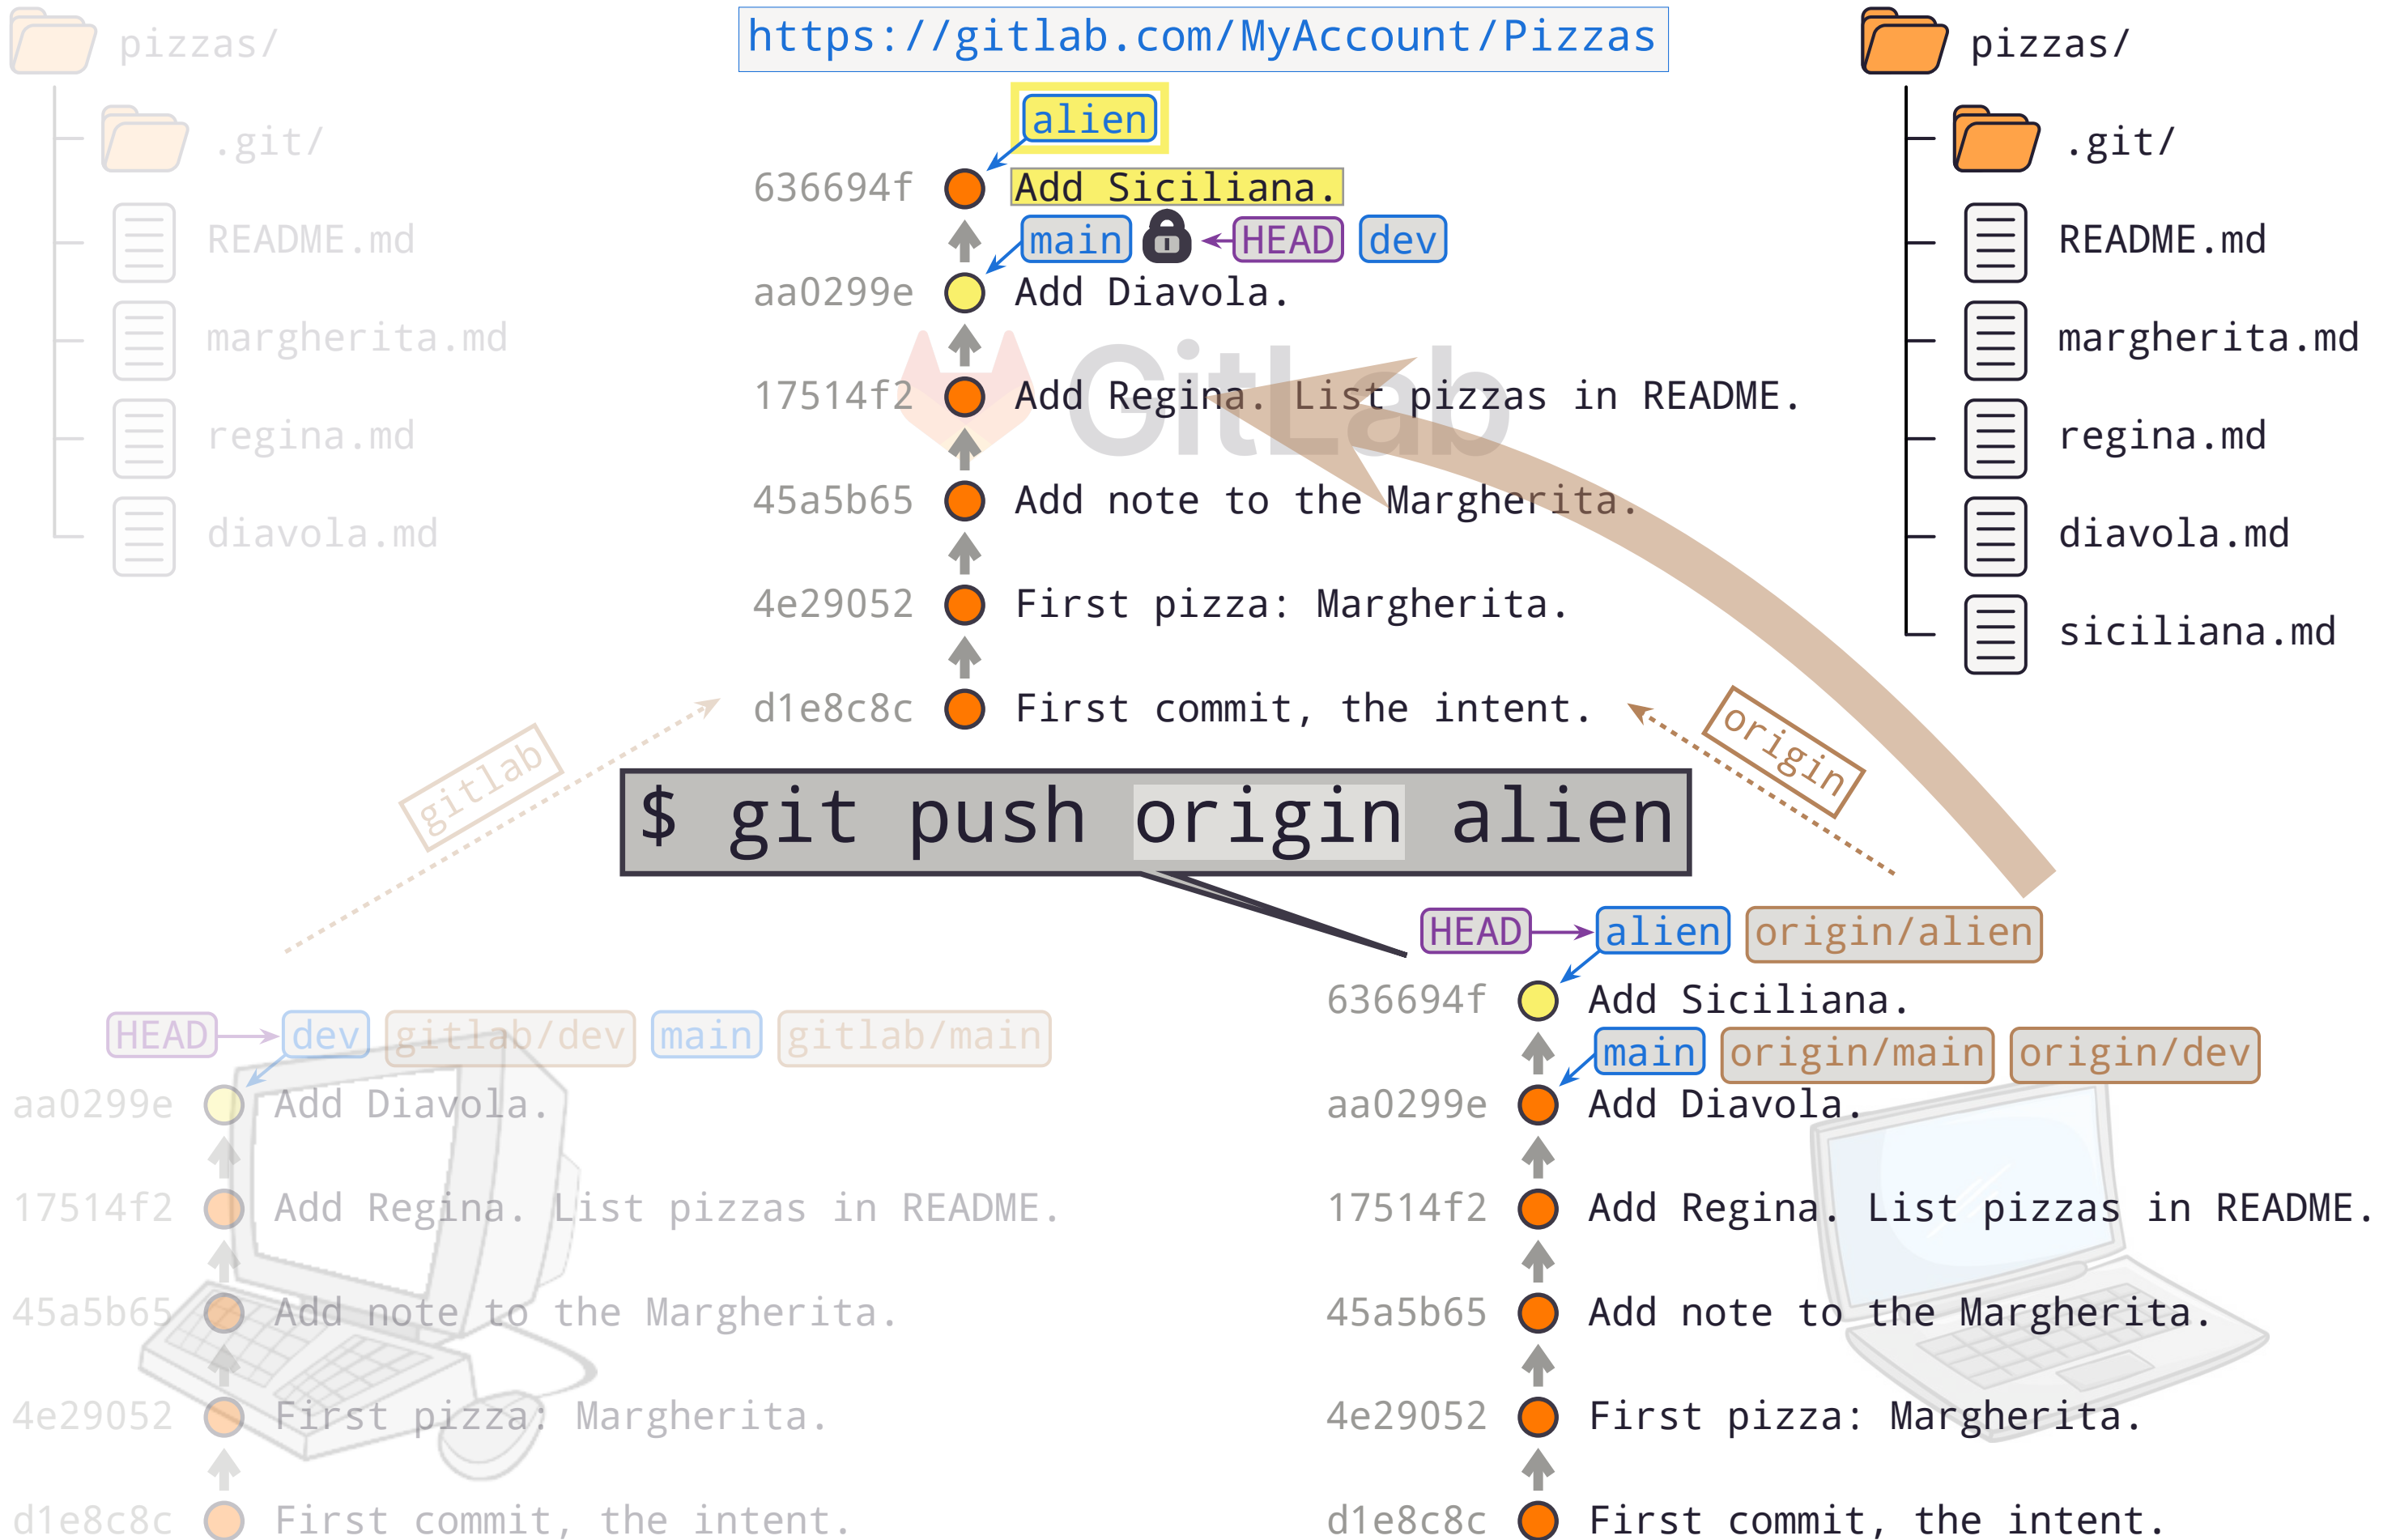 pizzas/
.git/
README.md
margherita.md
regina.md
diavola.md
https://gitlab.com/MyAccount/Pizzas
alien
636694f Add Siciliana.
main HEAD dev
aa0299e Add Diavola.
GitLab
17514f2 Add Regina. List pizzas in README.
45a5b65 Add note to the Margherita.
4e29052 First pizza: Margherita.
d1e8c8c First commit, the intent.
pizzas/
.git/
README.md
margherita.md
regina.md
diavola.md
siciliana.md
gitlab
origin
$ git push origin alien
HEAD dev gitlab/dev main gitlab/main
aa0299e Add Diavola.
17514f2 Add Regina. List pizzas in README.
45a5b65 Add note to the Margherita.
4e29052 First pizza: Margherita.
d1e8c8c First commit, the intent.
HEAD alien origin/alien
636694f Add Siciliana.
main origin/main origin/dev
aa0299e Add Diavola.
17514f2 Add Regina. List pizzas in README.
45a5b65 Add note to the Margherita.
4e29052 First pizza: Margherita.
d1e8c8c First commit, the intent.